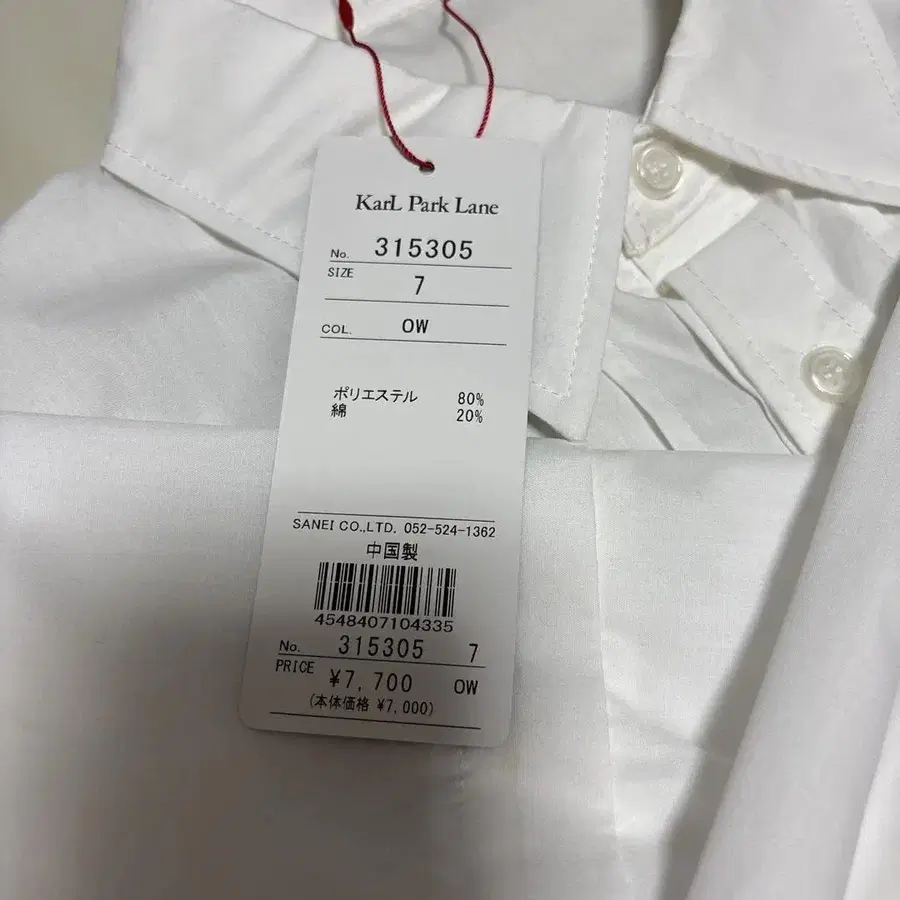 KarL Park Lane
No. 315305
SIZE 7
COL. OW
ポリエステル 80%
綿 20%
SANEI CO.,LTD. 052-524-1362
中国製
4548407104335
No. 315305 7
PRICE ¥7,700 OW
(本体価格 ¥7,000)